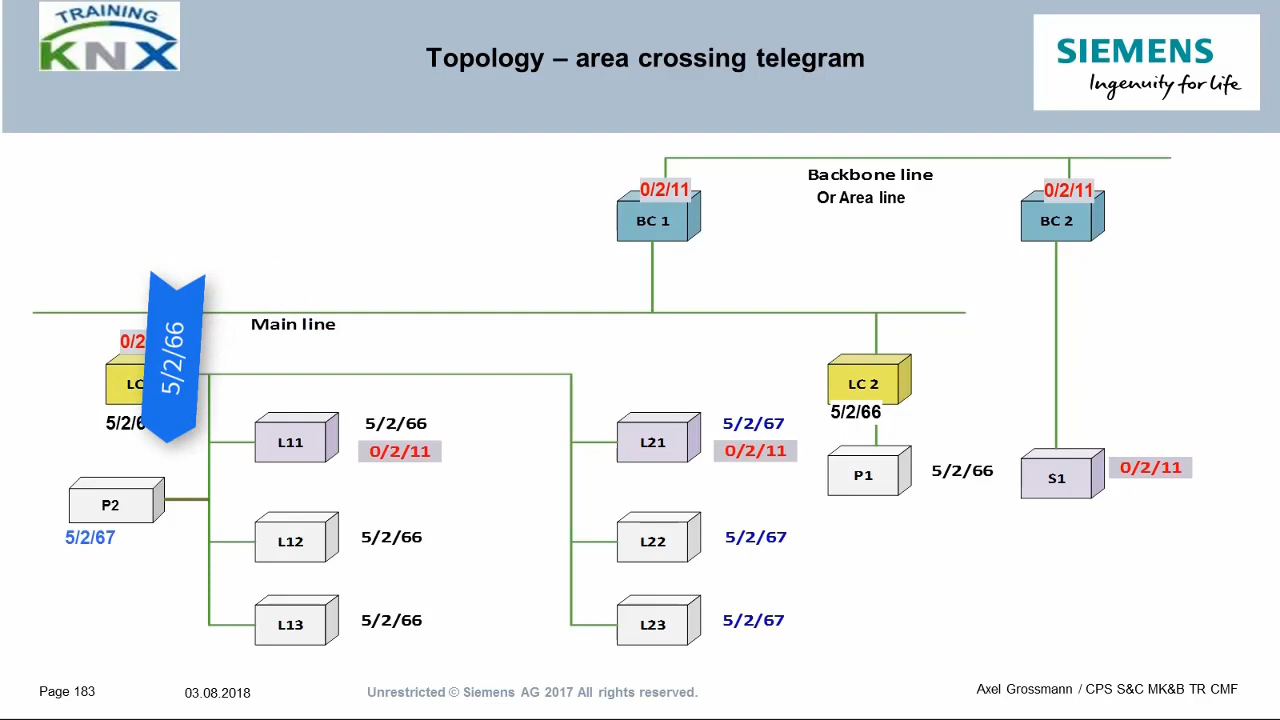 TRAINING
KNX
Topology – area crossing telegram
SIEMENS
Ingenuity for life
Backbone line
Or Area line
0/2/11
BC 1
0/2/11
BC 2
Main line
5/2/66
LC 2
5/2/66
L11
5/2/66
0/2/11
L21
5/2/67
0/2/11
P1
5/2/66
S1
0/2/11
P2
5/2/67
L12
5/2/66
L22
5/2/67
L13
5/2/66
L23
5/2/67
Page 183
03.08.2018
Unrestricted © Siemens AG 2017 All rights reserved.
Axel Grossmann / CPS S&C MK&B TR CMF